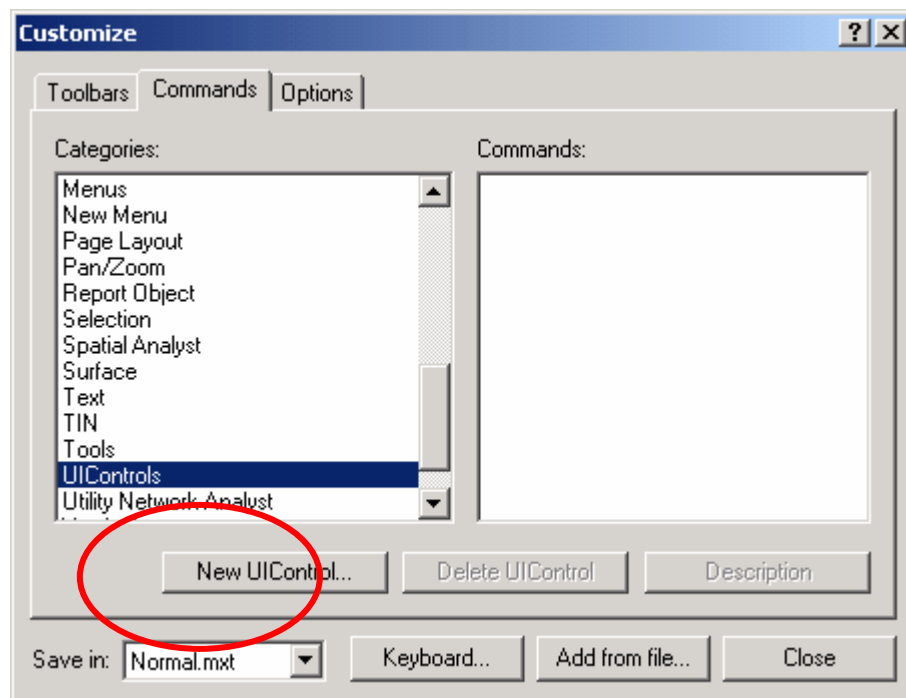 Customize
Toolbars Commands Options
Categories: Commands:
Menus
New Menu
Page Layout
Pan/Zoom
Report Object
Selection
Spatial Analyst
Surface
Text
TIN
Tools
UIControls
Utility Network Analyst
New UIControl... Delete UIControl Description
Save in: Normal.mxt Keyboard... Add from file... Close